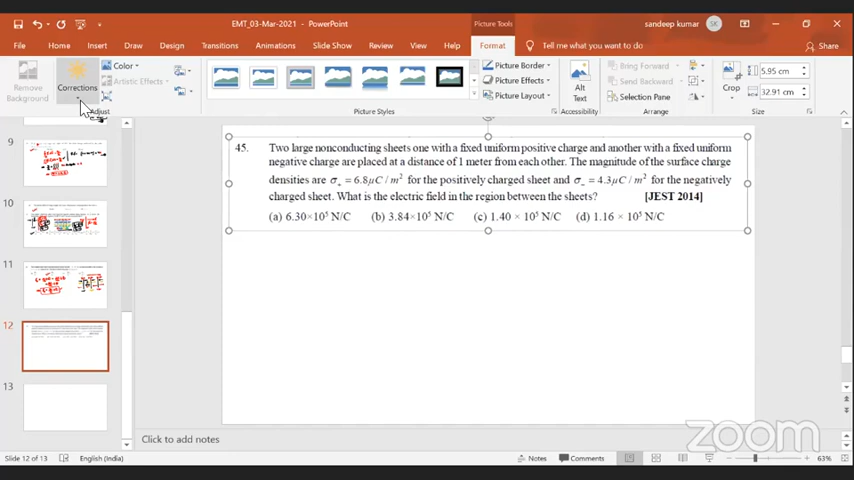 EMT_03-Mar-2021 - PowerPoint
Picture Tools
sandeep kumar
SK
File Home Insert Draw Design Transitions Animations Slide Show Review View Help Format Tell me what you want to do Share
Remove Background
Corrections
Color
Artistic Effects
Adjust
Picture Styles
Picture Border
Picture Effects
Picture Layout
Alt Text
Accessibility
Bring Forward
Send Backward
Selection Pane
Arrange
Crop
5.95 cm
32.91 cm
Size
9
10
11
12
13
45. Two large nonconducting sheets one with a fixed uniform positive charge and another with a fixed uniform
negative charge are placed at a distance of 1 meter from each other. The magnitude of the surface charge
densities are σ₊ = 6.8μC / m² for the positively charged sheet and σ₋ = 4.3μC / m² for the negatively
charged sheet. What is the electric field in the region between the sheets? [JEST 2014]
(a) 6.30×10⁵ N/C (b) 3.84×10⁵ N/C (c) 1.40 × 10⁵ N/C (d) 1.16 × 10⁵ N/C
Click to add notes
zoom
Slide 12 of 13 English (India) Notes Comments 63%